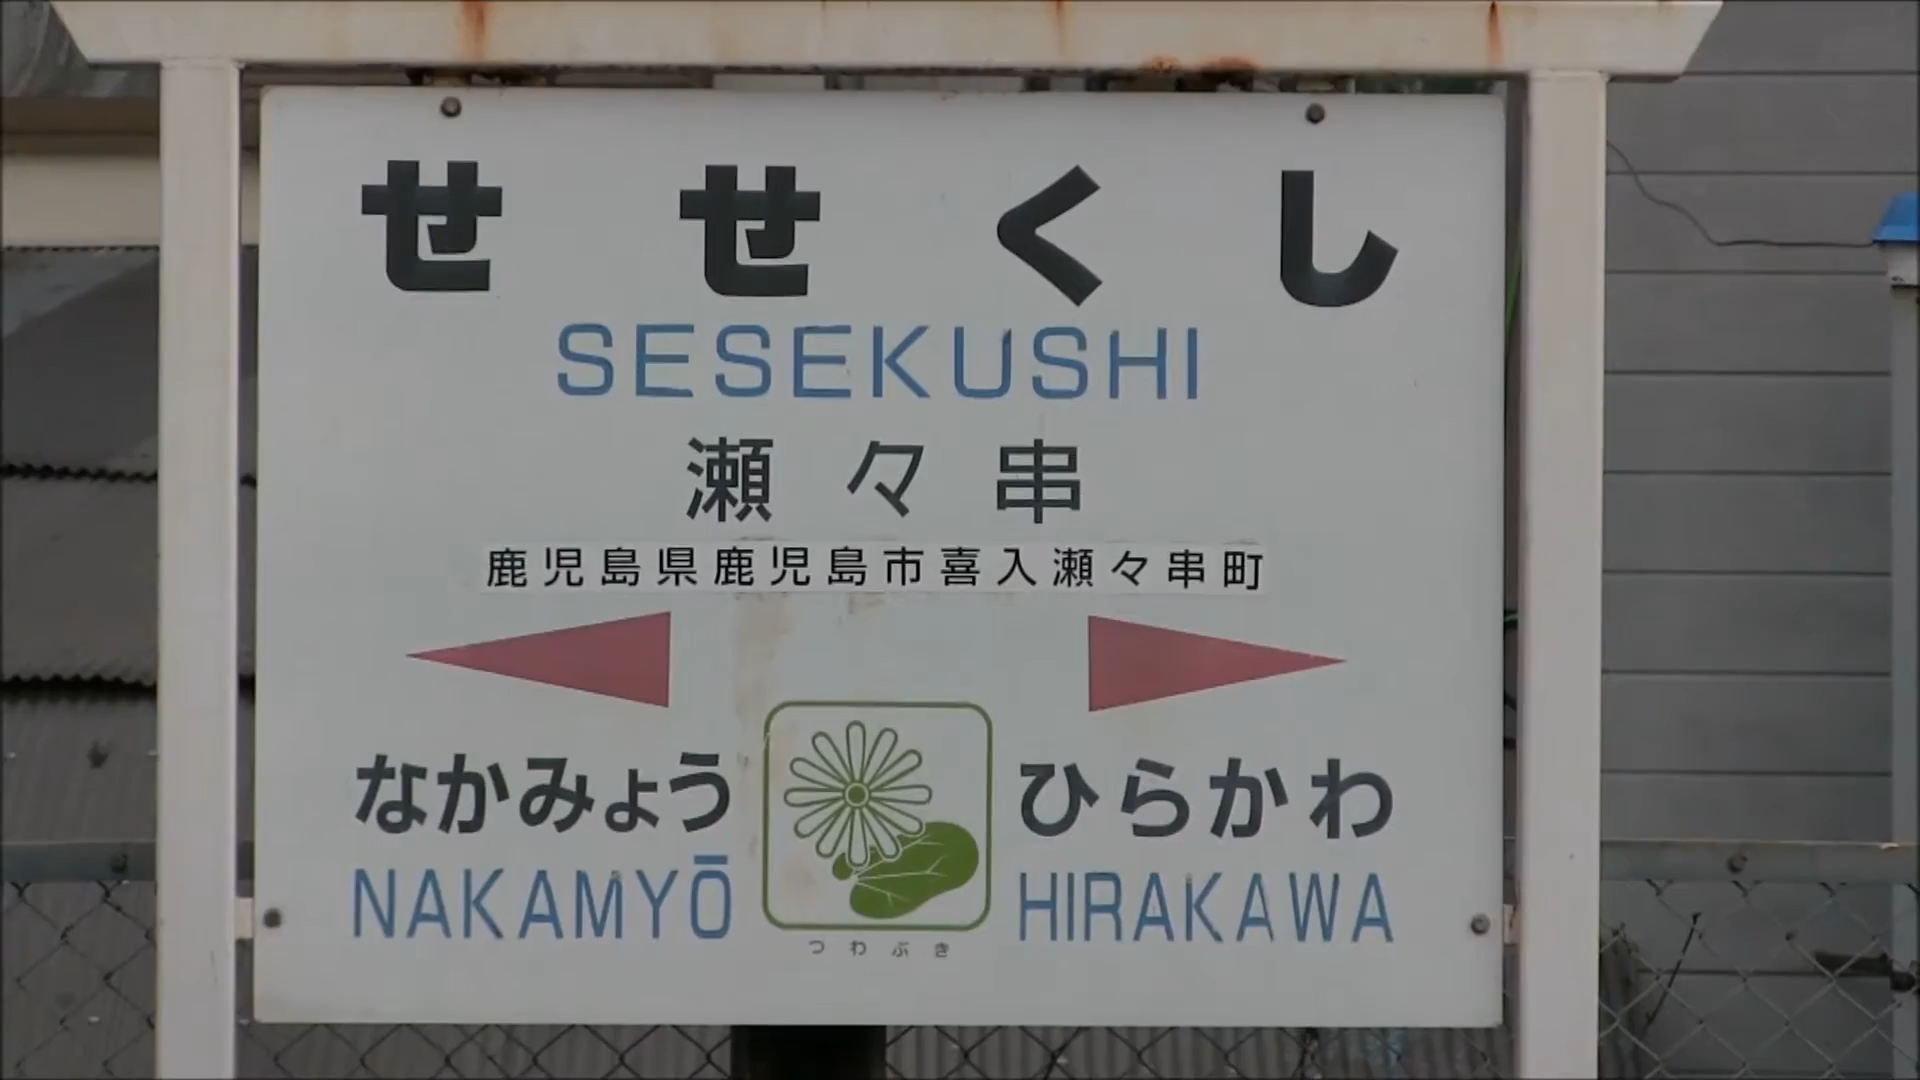 せせくし
SESEKUSHI
瀬々串
鹿児島県鹿児島市喜入瀬々串町
なかみょう ひらかわ
NAKAMYŌ HIRAKAWA
つわぶき